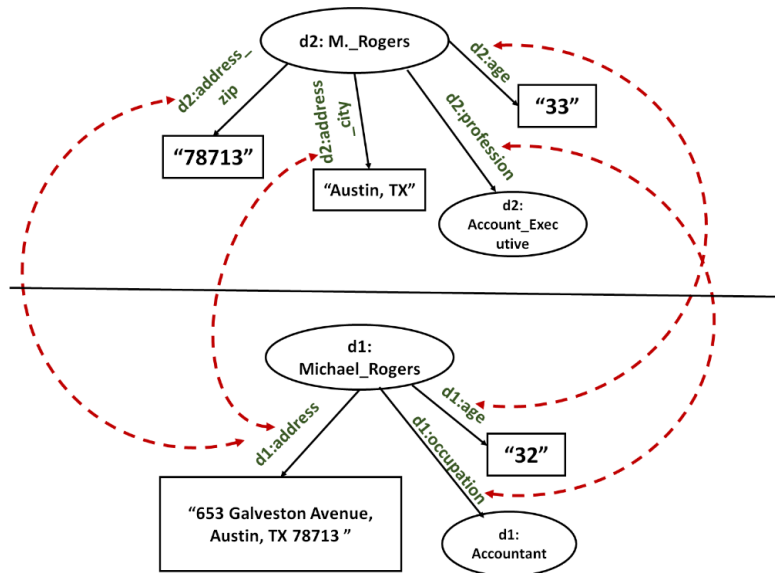 d2: M._Rogers
d2:address_
zip
d2:address
_city
d2:age
d2:profession
“78713”
“Austin, TX”
“33”
d2:
Account_Exec
utive
d1:
Michael_Rogers
d1:address
d1:occupation
d1:age
“32”
“653 Galveston Avenue,
Austin, TX 78713 ”
d1:
Accountant